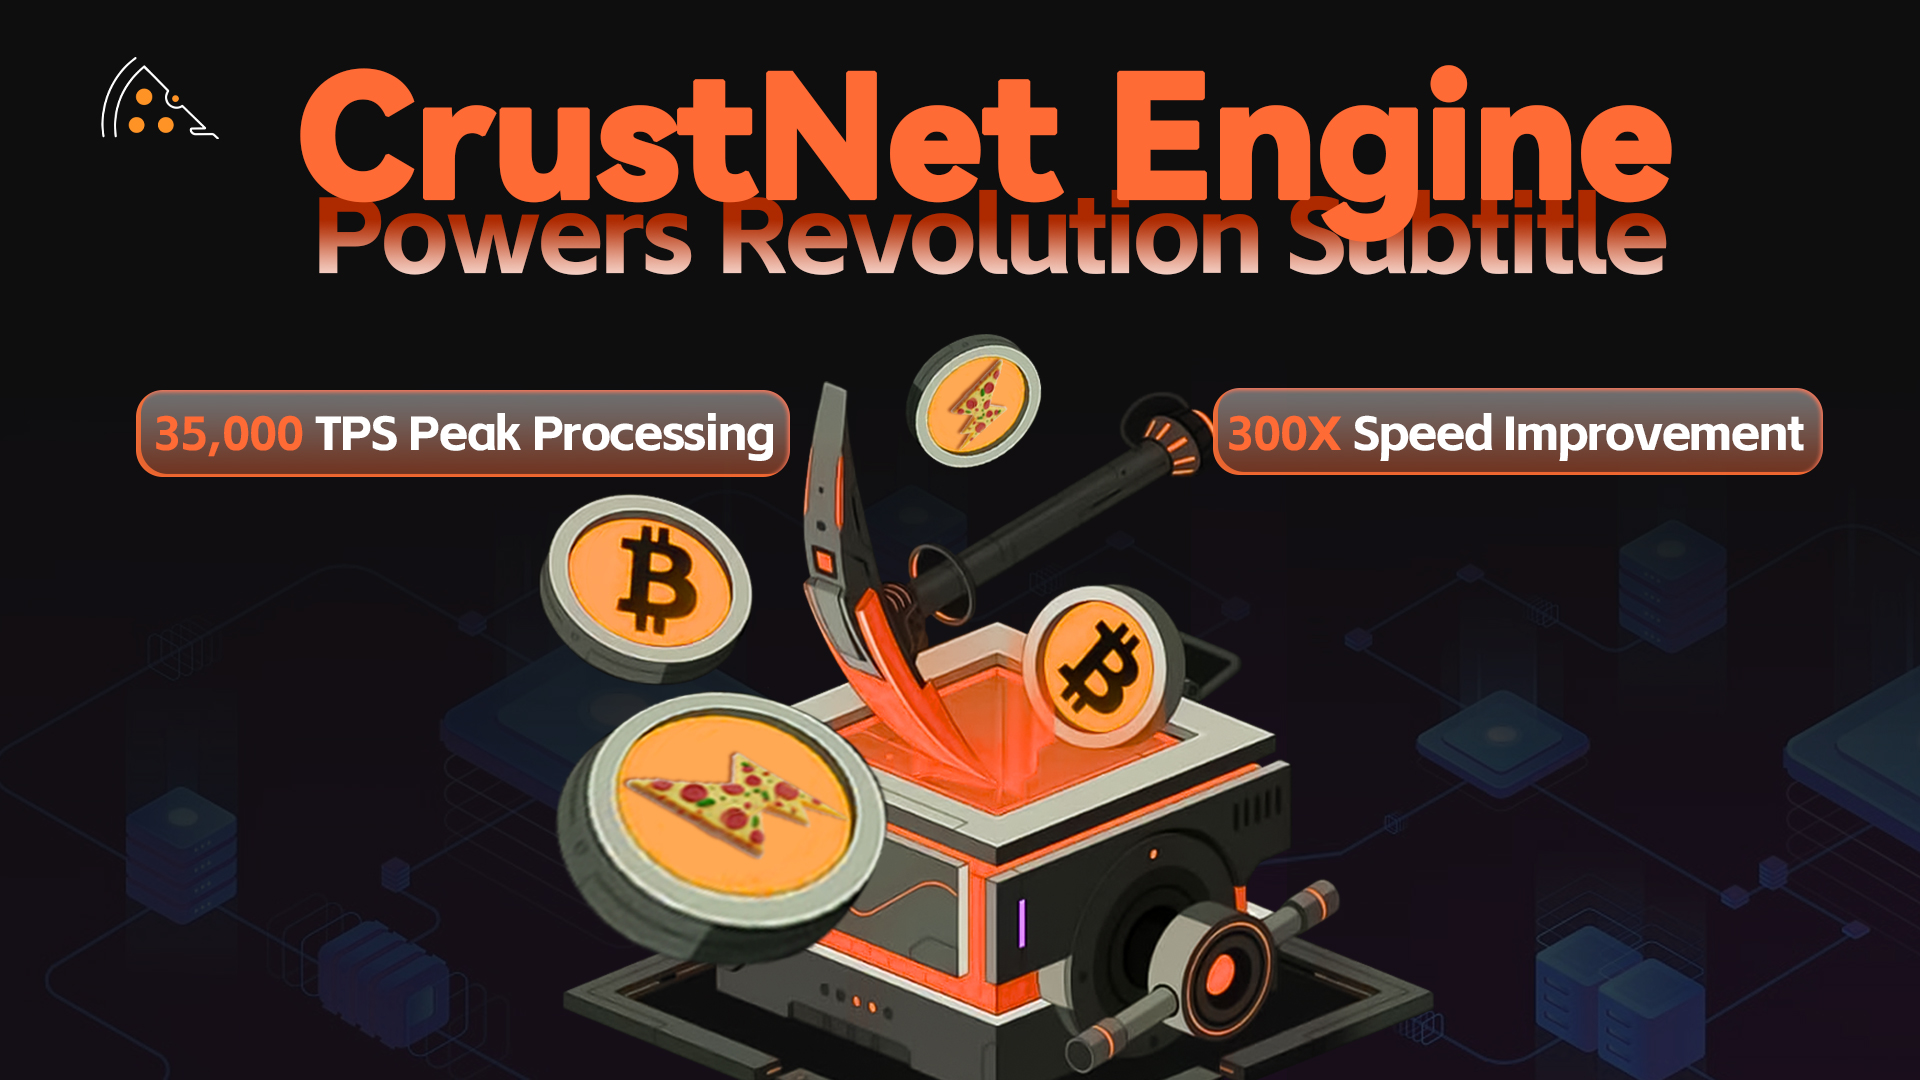 CrustNet Engine
Powers Revolution Subtitle
35,000 TPS Peak Processing
300X Speed Improvement